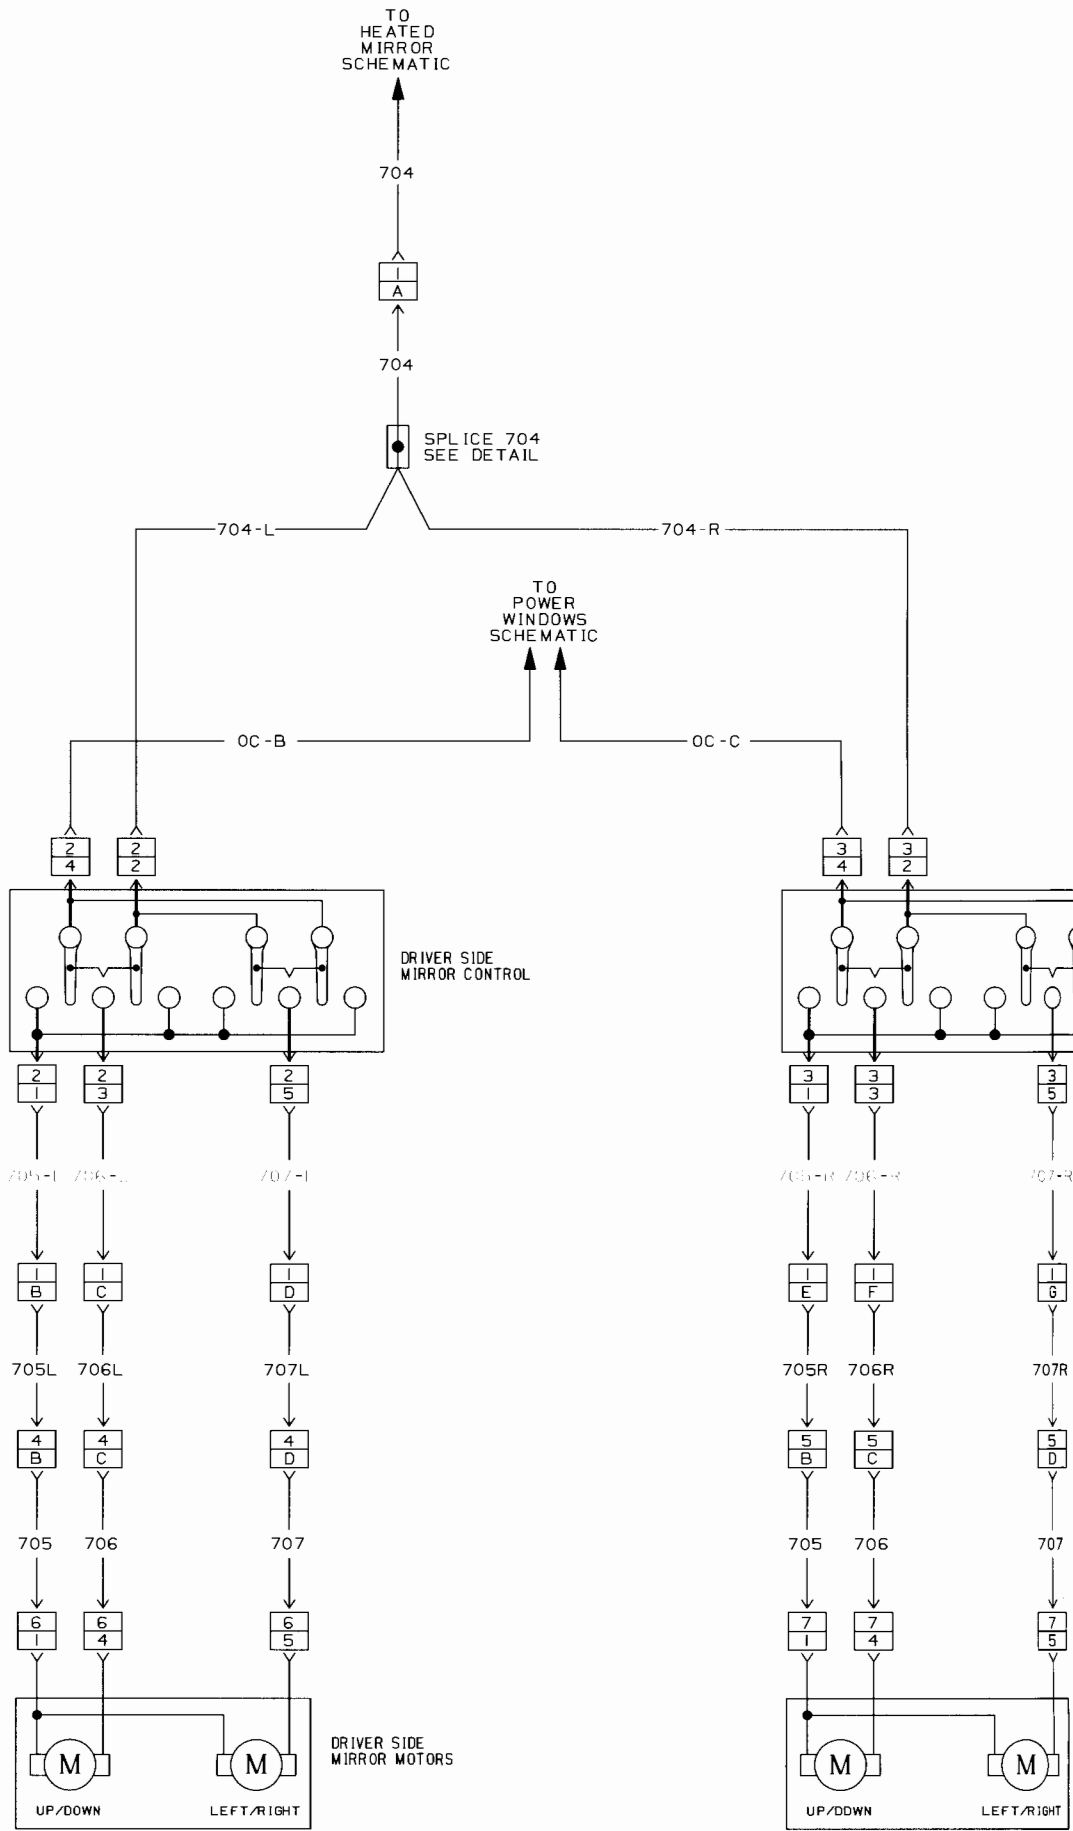 TO
HEATED
MIRROR
SCHEMATIC
704
1
A
704
SPLICE 704
SEE DETAIL
704-L 704-R
TO
POWER
WINDOWS
SCHEMATIC
OC-B OC-C
2 2 3 3
4 2 4 2
DRIVER SIDE
MIRROR CONTROL
2 2 2 3 3 3
1 3 5 1 3 5
705-R 706-R 707-R
1 1 1 1 1 1
B C D E F G
705L 706L 707L 705R 706R 707R
4 4 4 5 5 5
B C D B C D
705 706 707 705 706 707
6 6 6 7 7 7
1 4 5 1 4 5
DRIVER SIDE
MIRROR MOTORS
M M M M
UP/DOWN LEFT/RIGHT UP/DOWN LEFT/RIGHT